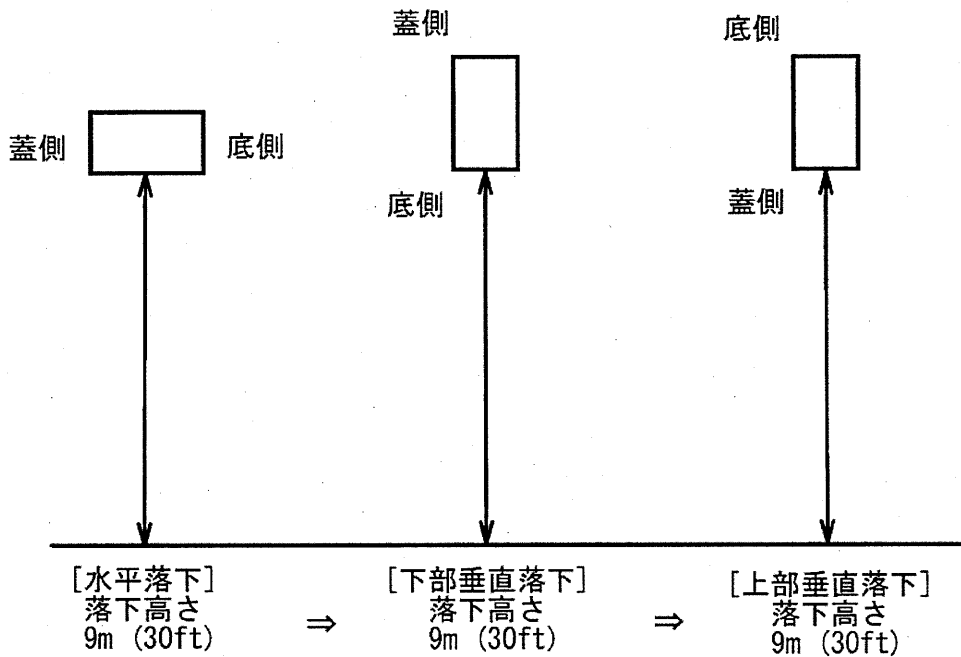 蓋側
底側
蓋側
底側
底側
蓋側
[水平落下]
落下高さ
9m (30ft)
⇒
[下部垂直落下]
落下高さ
9m (30ft)
⇒
[上部垂直落下]
落下高さ
9m (30ft)